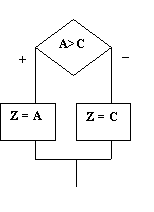 A>C
+ −
Z = A
Z = C